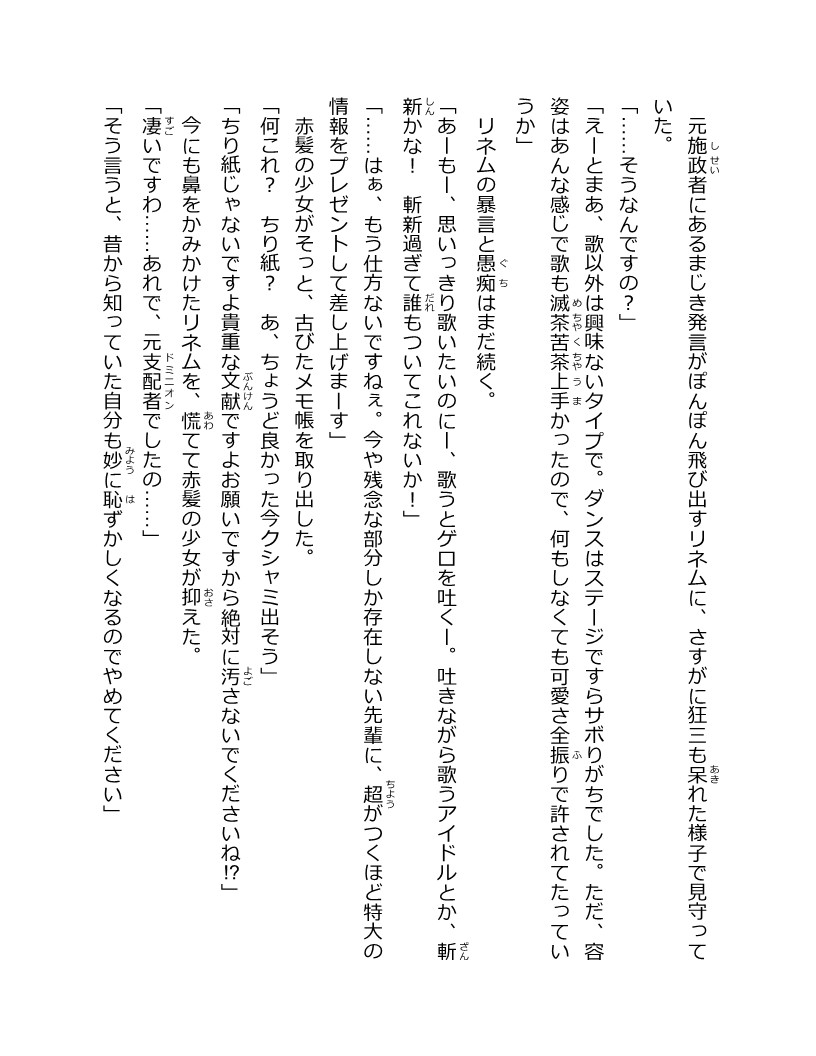 元施政者にあるまじき発言がぽんぽん飛び出すリネムに、さすがに狂三も呆れた様子で見守って
いた。
「……そうなんですの？」
「えーとまあ、歌以外は興味ないタイプで。ダンスはステージですらサボりがちでした。ただ、容
姿はあんな感じで歌も滅茶苦茶上手かったので、何もしなくても可愛さ全振りで許されてたってい
うか」
リネムの暴言と愚痴はまだ続く。
「あーもー、思いっきり歌いたいのにー、歌うとゲロを吐くー。吐きながら歌うアイドルとか、斬
新かな！　斬新過ぎて誰もついてこれないか！」
「……はぁ、もう仕方ないですねぇ。今や残念な部分しか存在しない先輩に、超がつくほど特大の
情報をプレゼントして差し上げまーす」
赤髪の少女がそっと、古びたメモ帳を取り出した。
「何これ？　ちり紙？　あ、ちょうど良かった今クシャミ出そう」
「ちり紙じゃないですよ貴重な文献ですよお願いですから絶対に汚さないでくださいね!?」
今にも鼻をかみかけたリネムを、慌てて赤髪の少女が抑えた。
「凄いですわ……あれで、元支配者でしたの……」
「そう言うと、昔から知っていた自分も妙に恥ずかしくなるのでやめてください」